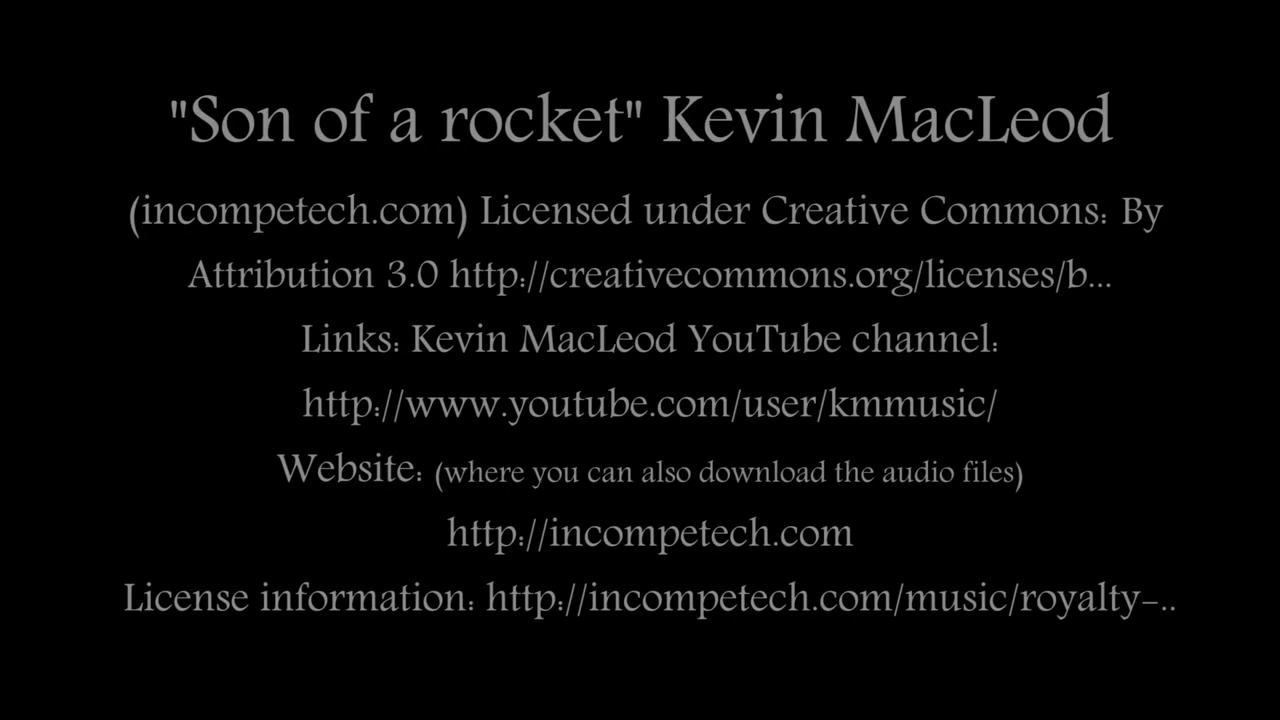 "Son of a rocket" Kevin MacLeod
(incompetech.com) Licensed under Creative Commons: By
Attribution 3.0 http://creativecommons.org/licenses/b...
Links: Kevin MacLeod YouTube channel:
http://www.youtube.com/user/kmmusic/
Website: (where you can also download the audio files)
http://incompetech.com
License information: http://incompetech.com/music/royalty-..